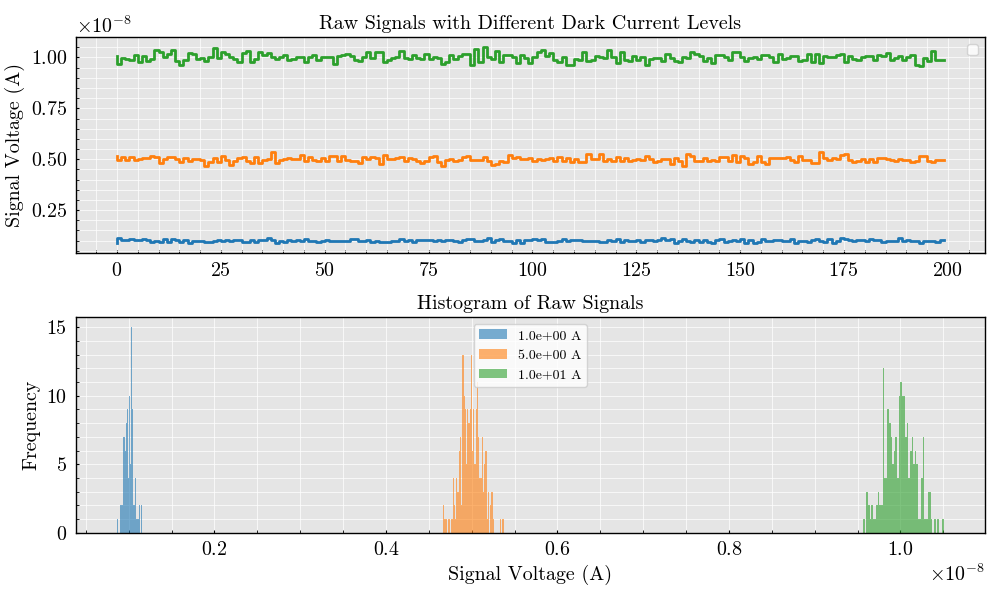 Raw Signals with Different Dark Current Levels
×10⁻⁸
Signal Voltage (A)
1.00
0.75
0.50
0.25
0 25 50 75 100 125 150 175 200
Histogram of Raw Signals
Frequency
15
10
5
0
1.0e+00 A
5.0e+00 A
1.0e+01 A
0.2 0.4 0.6 0.8 1.0
Signal Voltage (A)
×10⁻⁸